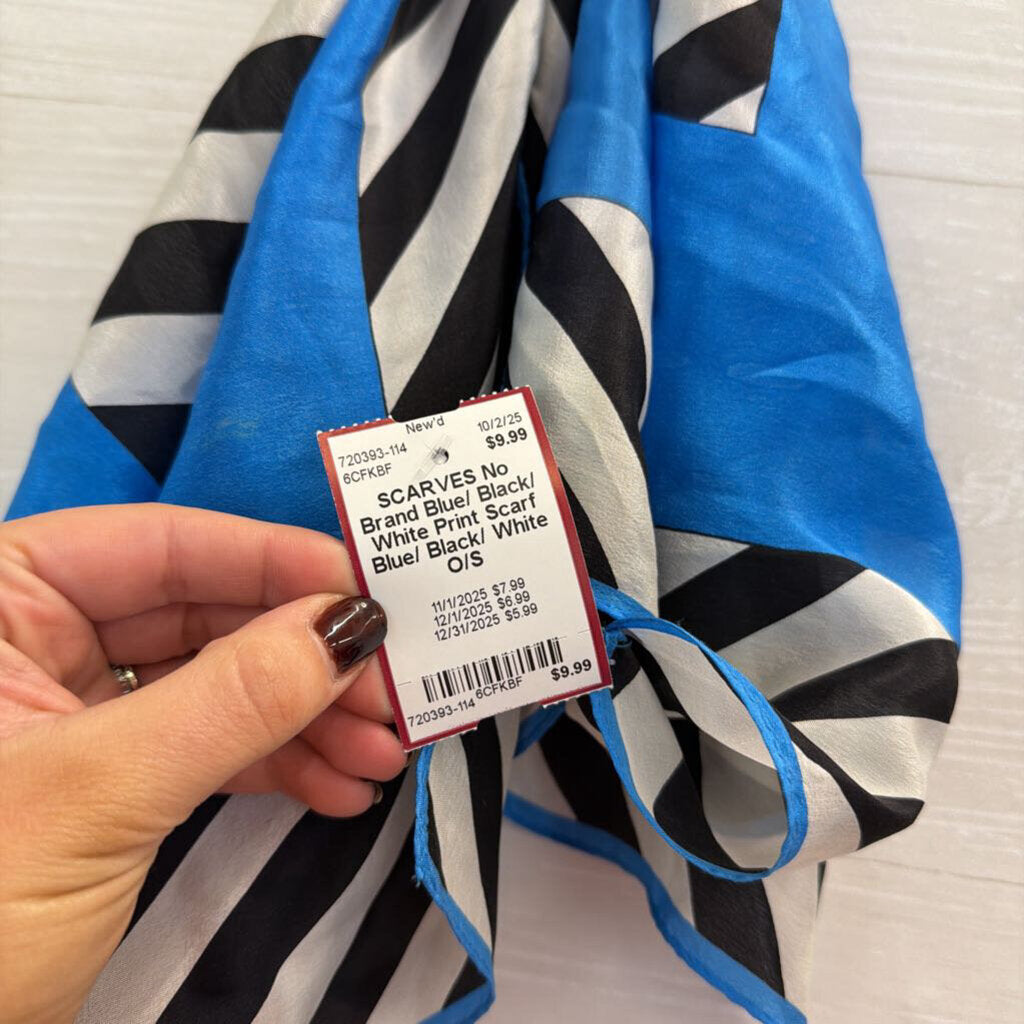 New'd
720393-114 10/2/25
6CFKBF $9.99
SCARVES No
Brand Blue/ Black/
White Print Scarf
Blue/ Black/ White
O/S
11/1/2025 $7.99
12/1/2025 $6.99
12/31/2025 $5.99
720393-114 6CFKBF $9.99